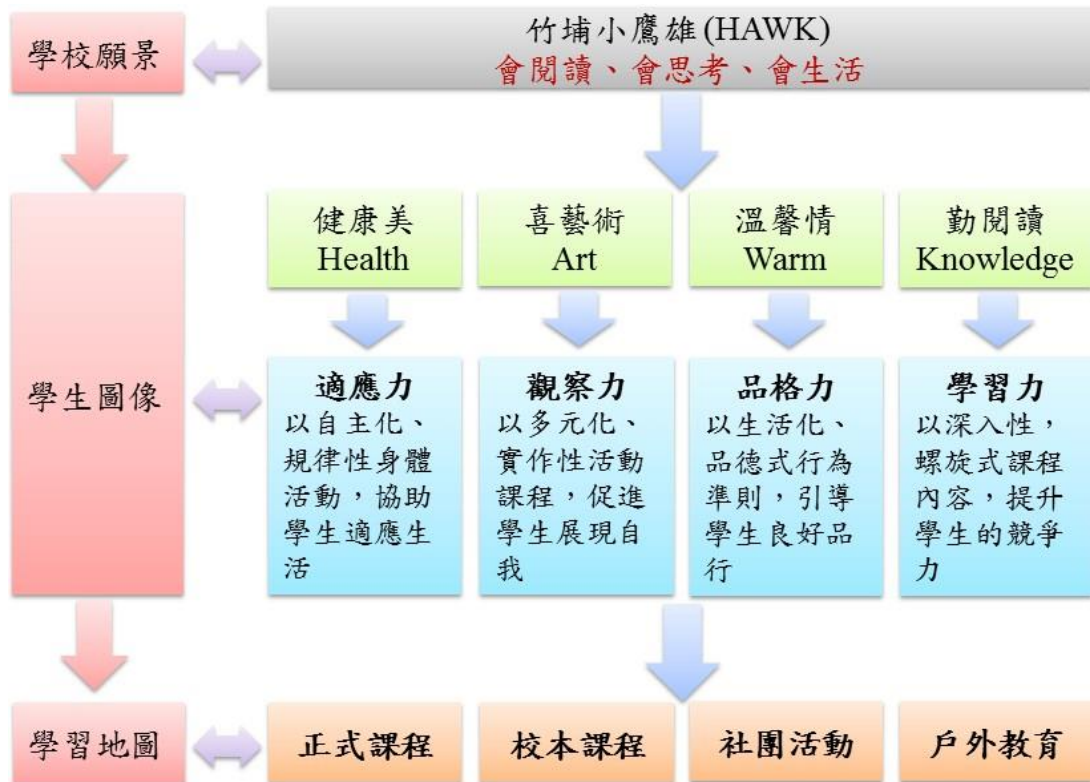 學校願景
竹埔小鷹雄(HAWK)
會閱讀、會思考、會生活
學生圖像
健康美
Health
喜藝術
Art
溫馨情
Warm
勤閱讀
Knowledge
適應力
以自主化、
規律性身體
活動，協助
學生適應生
活
觀察力
以多元化、
實作性活動
課程，促進
學生展現自
我
品格力
以生活化、
品德式行為
準則，引導
學生良好品
行
學習力
以深入性，
螺旋式課程
內容，提升
學生的競爭
力
學習地圖
正式課程
校本課程
社團活動
戶外教育